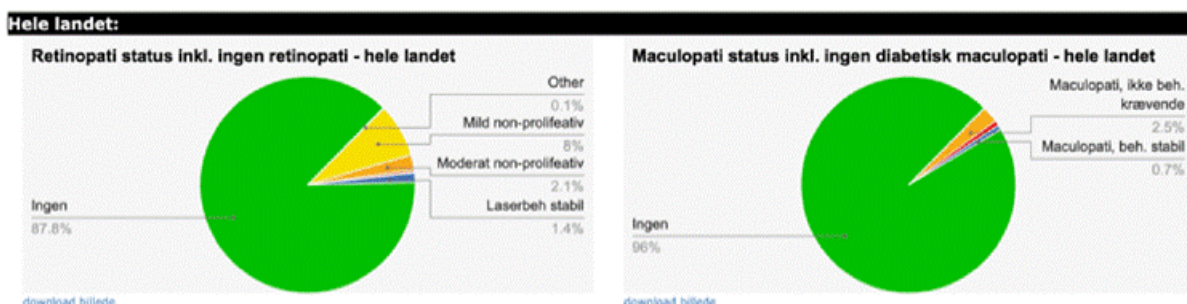 Hele landet:
Retinopati status inkl. ingen retinopati - hele landet
Other
0.1%
Mild non-prolifeativ
8%
Moderat non-prolifeativ
2.1%
Laserbeh stabil
1.4%
Ingen
87.8%
download billede
Maculopati status inkl. ingen diabetisk maculopati - hele landet
Maculopati, ikke beh.
krævende
2.5%
Maculopati, beh. stabil
0.7%
Ingen
96%
download billede